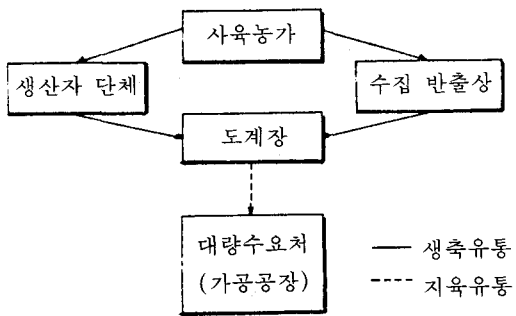 사육농가
생산자 단체
수집 반출상
도계장
대량수요처
(가공공장)
생축유통
지육유통